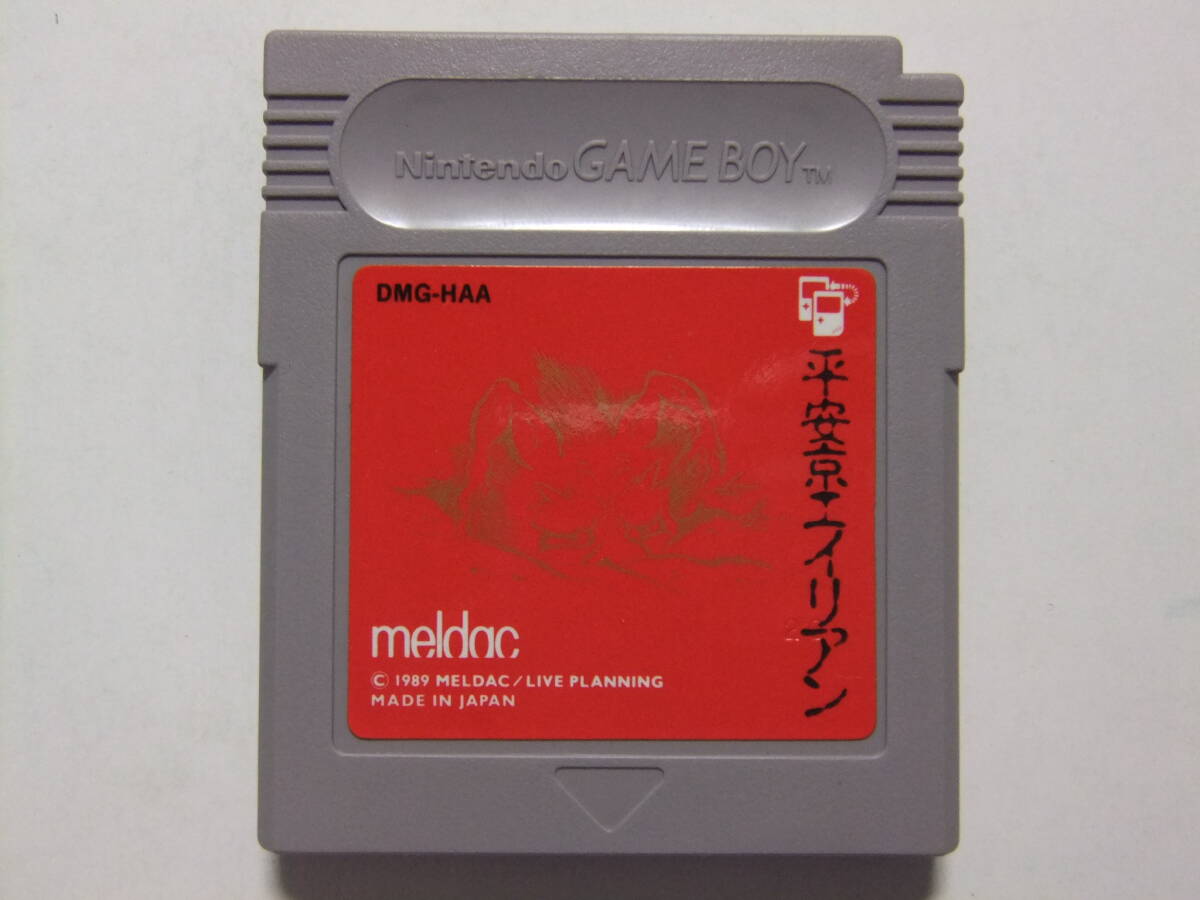 Nintendo GAME BOY™
DMG-HAA
平安京エイリアン
meldac
© 1989 MELDAC/LIVE PLANNING
MADE IN JAPAN